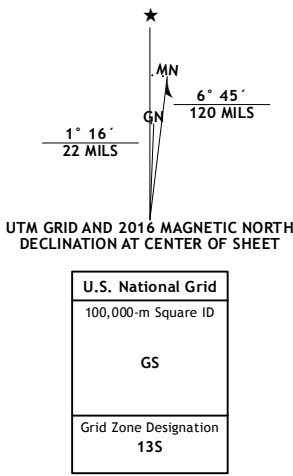 ★
MN
GN
6° 45´
120 MILS
1° 16´
22 MILS
UTM GRID AND 2016 MAGNETIC NORTH
DECLINATION AT CENTER OF SHEET
U.S. National Grid
100,000-m Square ID
GS
Grid Zone Designation
13S